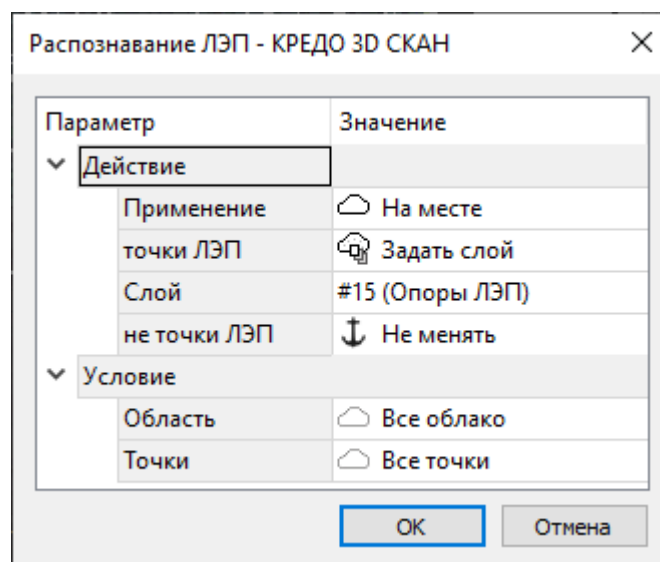 Распознавание ЛЭП - КРЕДО 3D СКАН
Параметр Значение
Действие
Применение На месте
точки ЛЭП Задать слой
Слой #15 (Опоры ЛЭП)
не точки ЛЭП Не менять
Условие
Область Все облако
Точки Все точки
ОК Отмена